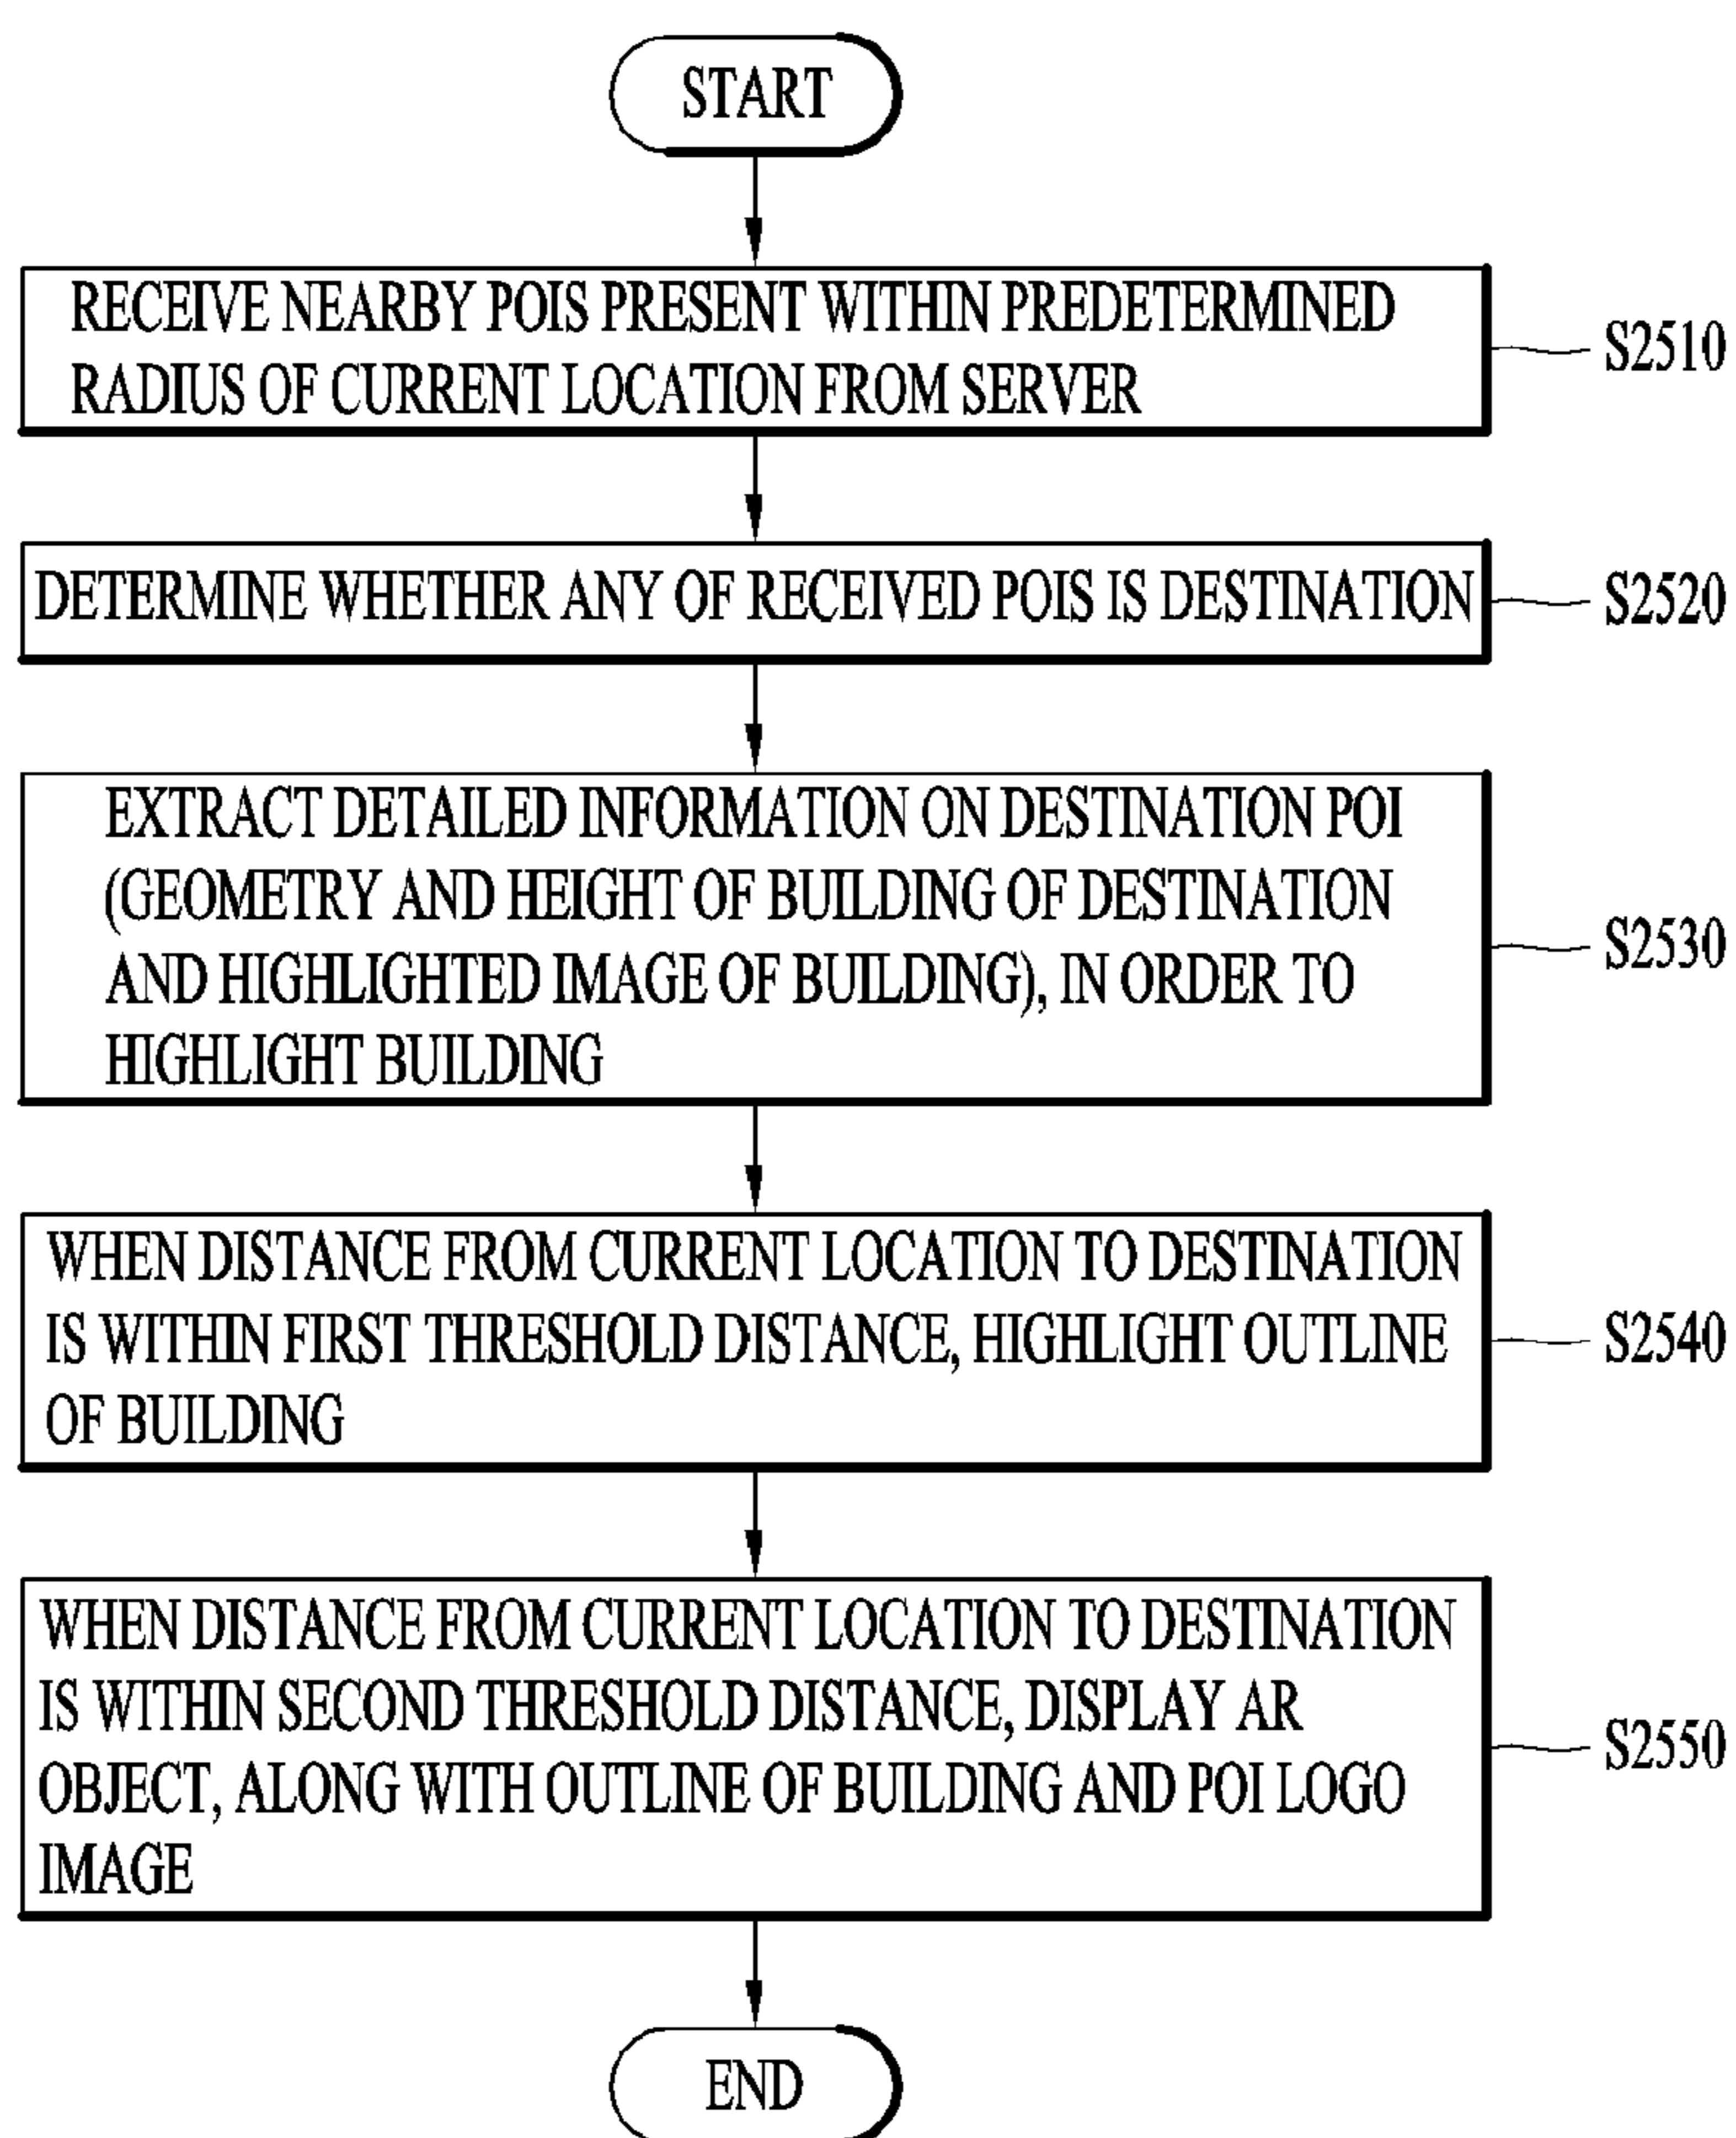 START
RECEIVE NEARBY POIS PRESENT WITHIN PREDETERMINED
RADIUS OF CURRENT LOCATION FROM SERVER
S2510
DETERMINE WHETHER ANY OF RECEIVED POIS IS DESTINATION
S2520
EXTRACT DETAILED INFORMATION ON DESTINATION POI
(GEOMETRY AND HEIGHT OF BUILDING OF DESTINATION
AND HIGHLIGHTED IMAGE OF BUILDING), IN ORDER TO
HIGHLIGHT BUILDING
S2530
WHEN DISTANCE FROM CURRENT LOCATION TO DESTINATION
IS WITHIN FIRST THRESHOLD DISTANCE, HIGHLIGHT OUTLINE
OF BUILDING
S2540
WHEN DISTANCE FROM CURRENT LOCATION TO DESTINATION
IS WITHIN SECOND THRESHOLD DISTANCE, DISPLAY AR
OBJECT, ALONG WITH OUTLINE OF BUILDING AND POI LOGO
IMAGE
S2550
END